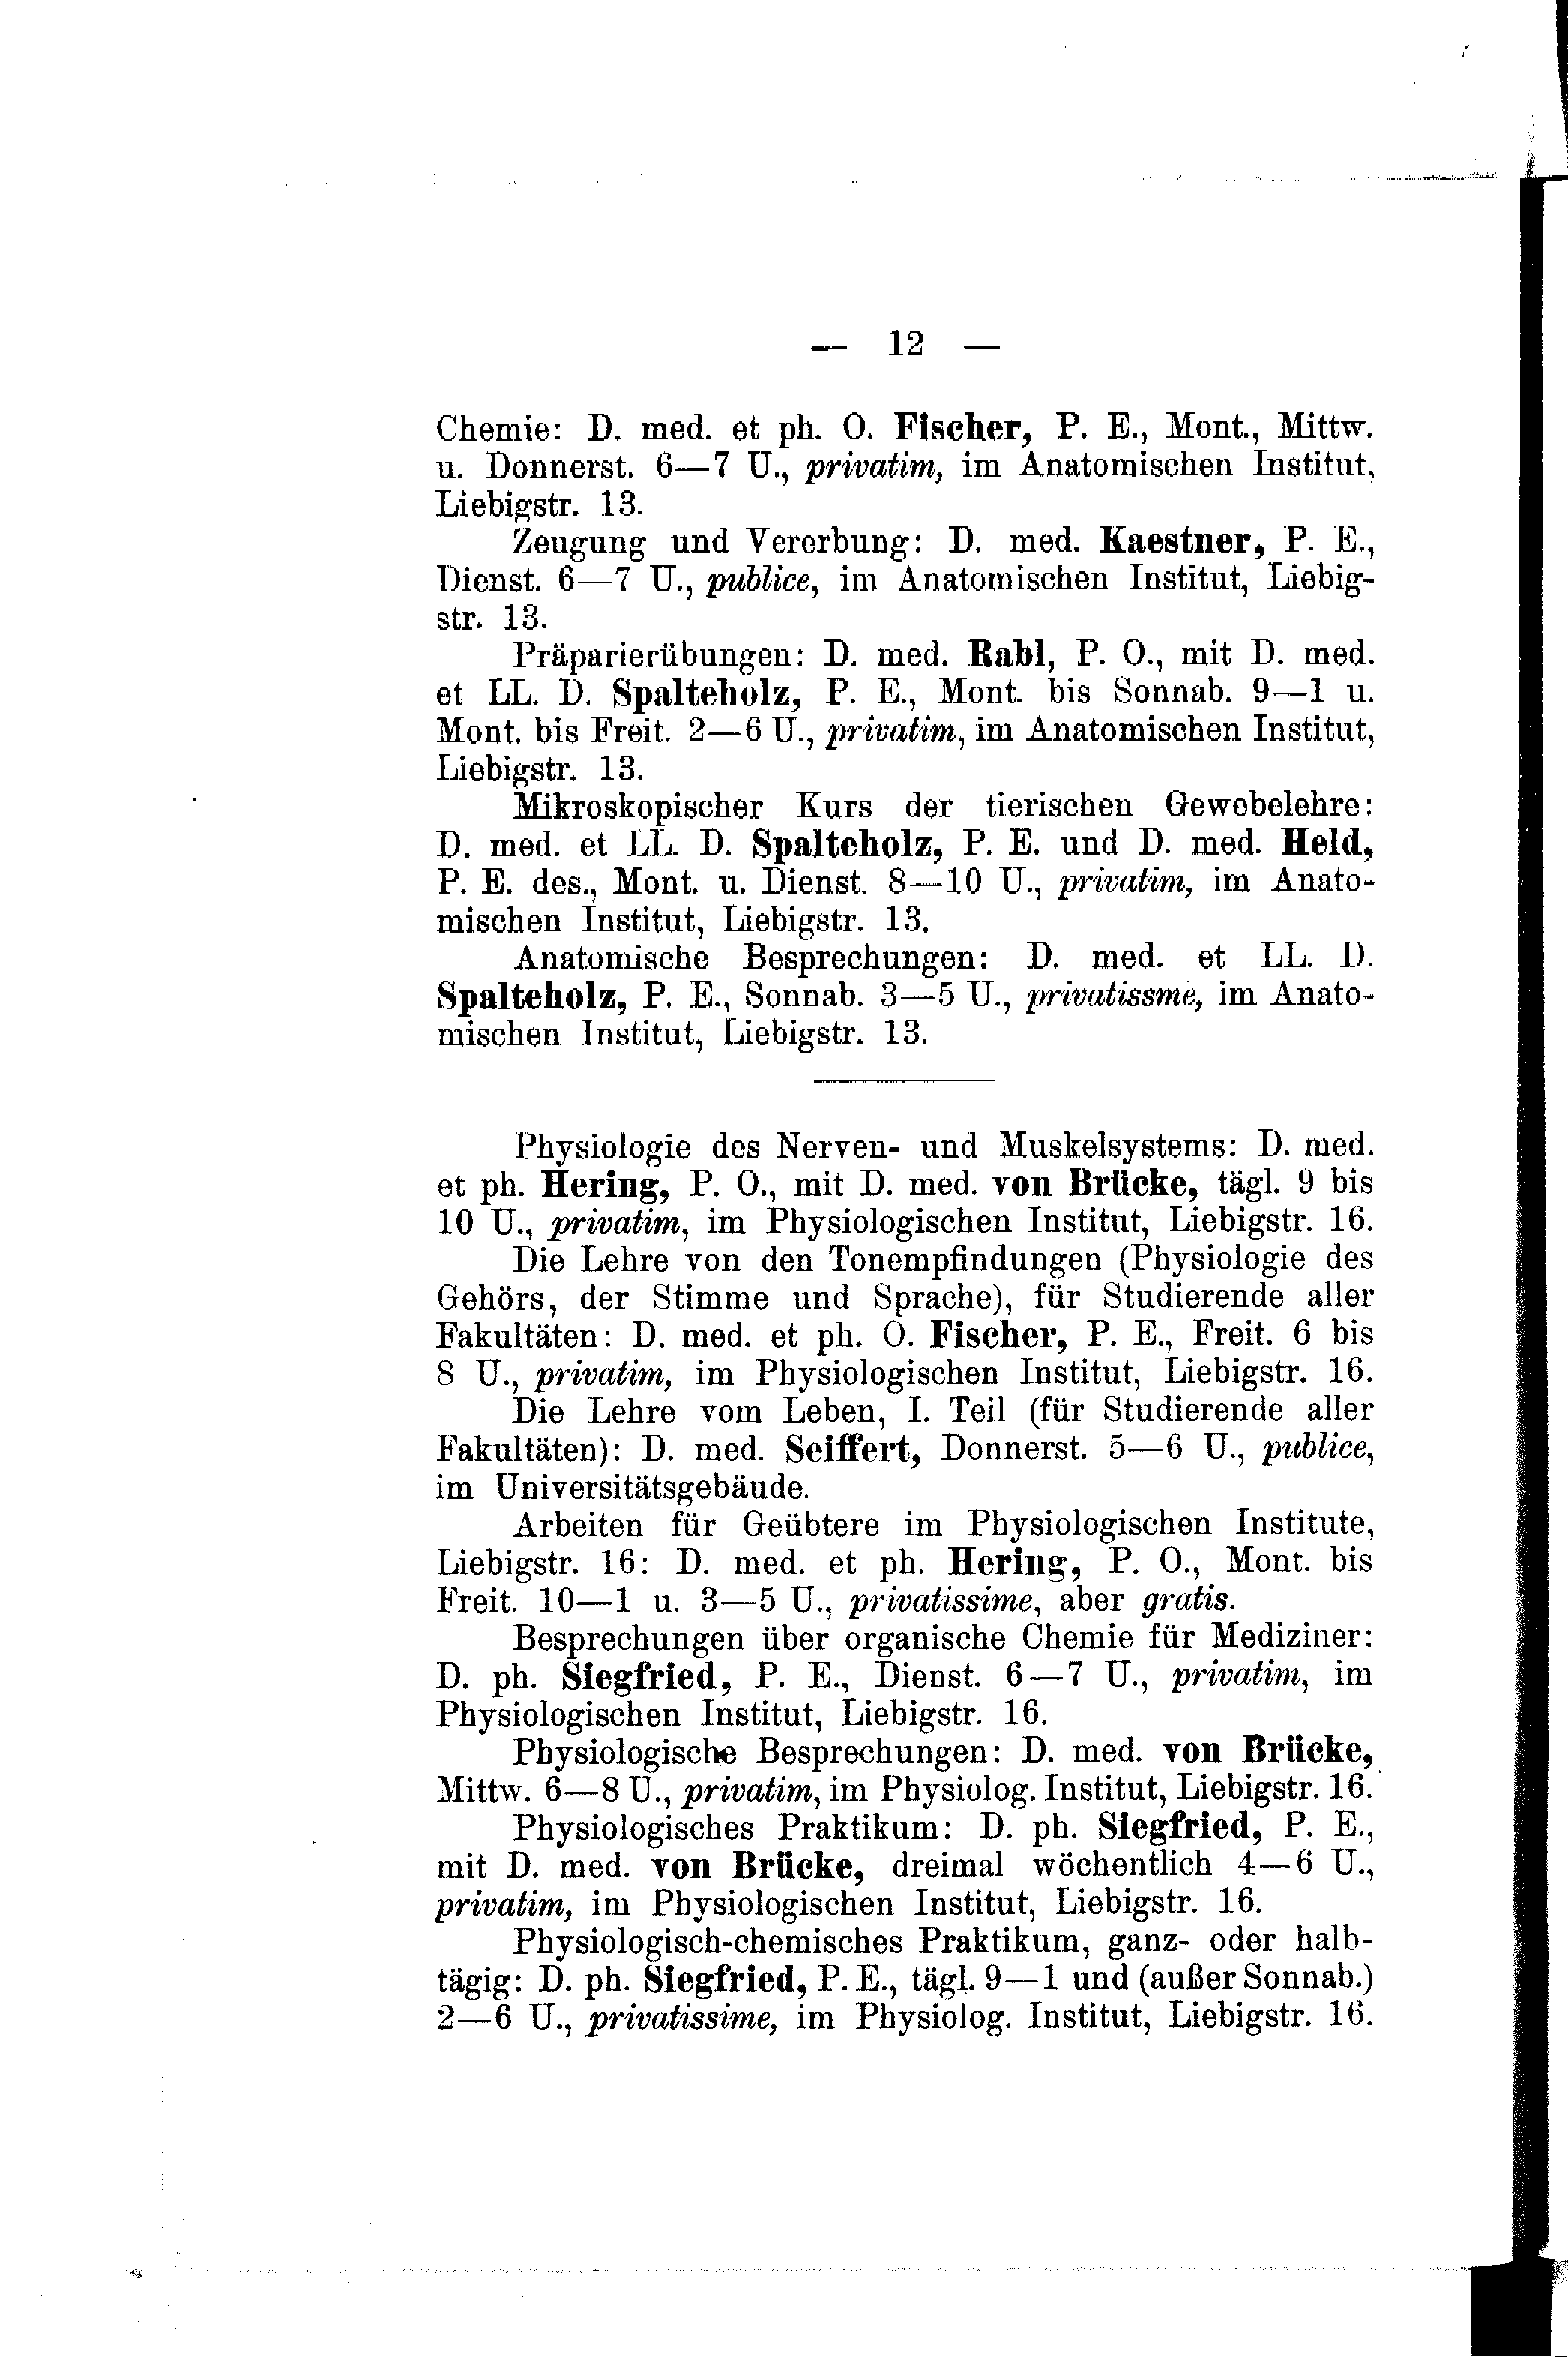 — 12 —
Chemie: D. med. et ph. O. Fischer, P. E., Mont., Mittw.
u. Donnerst. 6—7 U., privatim, im Anatomischen Institut,
Liebigstr. 13.
Zeugung und Vererbung: D. med. Kaestner, P. E.,
Dienst. 6—7 U., publice, im Anatomischen Institut, Liebig-
str. 13.
Präparierübungen: D. med. Rabl, P. O., mit D. med.
et LL. D. Spalteholz, P. E., Mont. bis Sonnab. 9—1 u.
Mont. bis Freit. 2—6 U., privatim, im Anatomischen Institut,
Liebigstr. 13.
Mikroskopischer Kurs der tierischen Gewebelehre:
D. med. et LL. D. Spalteholz, P. E. und D. med. Held,
P. E. des., Mont. u. Dienst. 8—10 U., privatim, im Anato-
mischen Institut, Liebigstr. 13.
Anatomische Besprechungen: D. med. et LL. D.
Spalteholz, P. E., Sonnab. 3—5 U., privatissme, im Anato-
mischen Institut, Liebigstr. 13.
Physiologie des Nerven- und Muskelsystems: D. med.
et ph. Hering, P. O., mit D. med. von Brücke, tägl. 9 bis
10 U., privatim, im Physiologischen Institut, Liebigstr. 16.
Die Lehre von den Tonempfindungen (Physiologie des
Gehörs, der Stimme und Sprache), für Studierende aller
Fakultäten: D. med. et ph. O. Fischer, P. E., Freit. 6 bis
8 U., privatim, im Physiologischen Institut, Liebigstr. 16.
Die Lehre vom Leben, I. Teil (für Studierende aller
Fakultäten): D. med. Seiffert, Donnerst. 5—6 U., publice,
im Universitätsgebäude.
Arbeiten für Geübtere im Physiologischen Institute,
Liebigstr. 16: D. med. et ph. Hering, P. O., Mont. bis
Freit. 10—1 u. 3—5 U., privatissime, aber gratis.
Besprechungen über organische Chemie für Mediziner:
D. ph. Siegfried, P. E., Dienst. 6—7 U., privatim, im
Physiologischen Institut, Liebigstr. 16.
Physiologische Besprechungen: D. med. von Brücke,
Mittw. 6—8 U., privatim, im Physiolog. Institut, Liebigstr. 16.
Physiologisches Praktikum: D. ph. Siegfried, P. E.,
mit D. med. von Brücke, dreimal wöchentlich 4—6 U.,
privatim, im Physiologischen Institut, Liebigstr. 16.
Physiologisch-chemisches Praktikum, ganz- oder halb-
tägig: D. ph. Siegfried, P. E., tägl. 9—1 und (außer Sonnab.)
2—6 U., privatissime, im Physiolog. Institut, Liebigstr. 16.